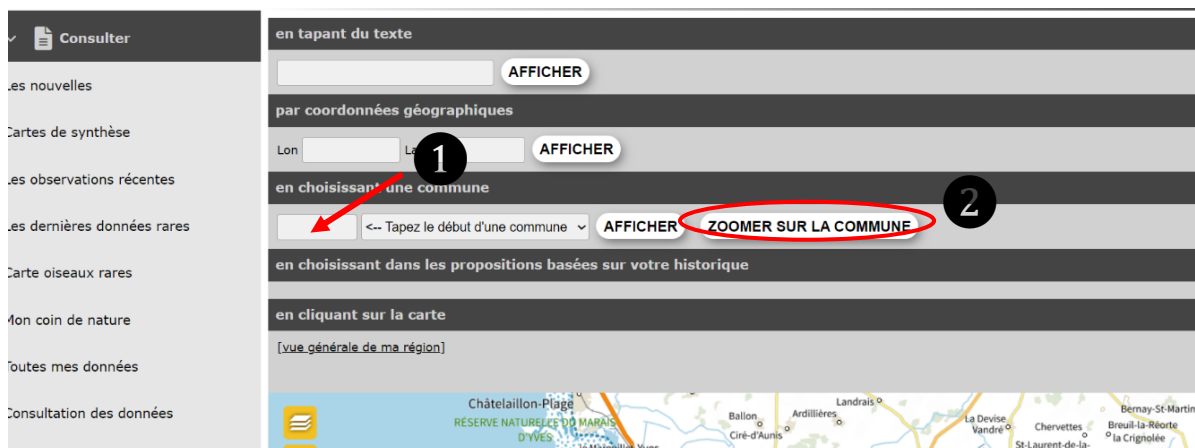 Consulter
Les nouvelles
Cartes de synthèse
Les observations récentes
Les dernières données rares
Carte oiseaux rares
Mon coin de nature
Toutes mes données
Consultation des données
en tapant du texte
AFFICHER
par coordonnées géographiques
Lon
AFFICHER
1
en choisissant une commune
<-- Tapez le début d'une commune
AFFICHER
ZOOMER SUR LA COMMUNE
2
en choisissant dans les propositions basées sur votre historique
en cliquant sur la carte
[vue générale de ma région]
Châtelaillon-Plage
RÉSERVE NATURELLE DU MARAIS
D'YVES
Ballon
Ciré-d'Aunis
Ardillières
Landrais
La Devise
Vandré
Chervettes
St-Laurent-de-la-
Bernay-St-Martin
Breuil-la-Réorte
la Crignolée